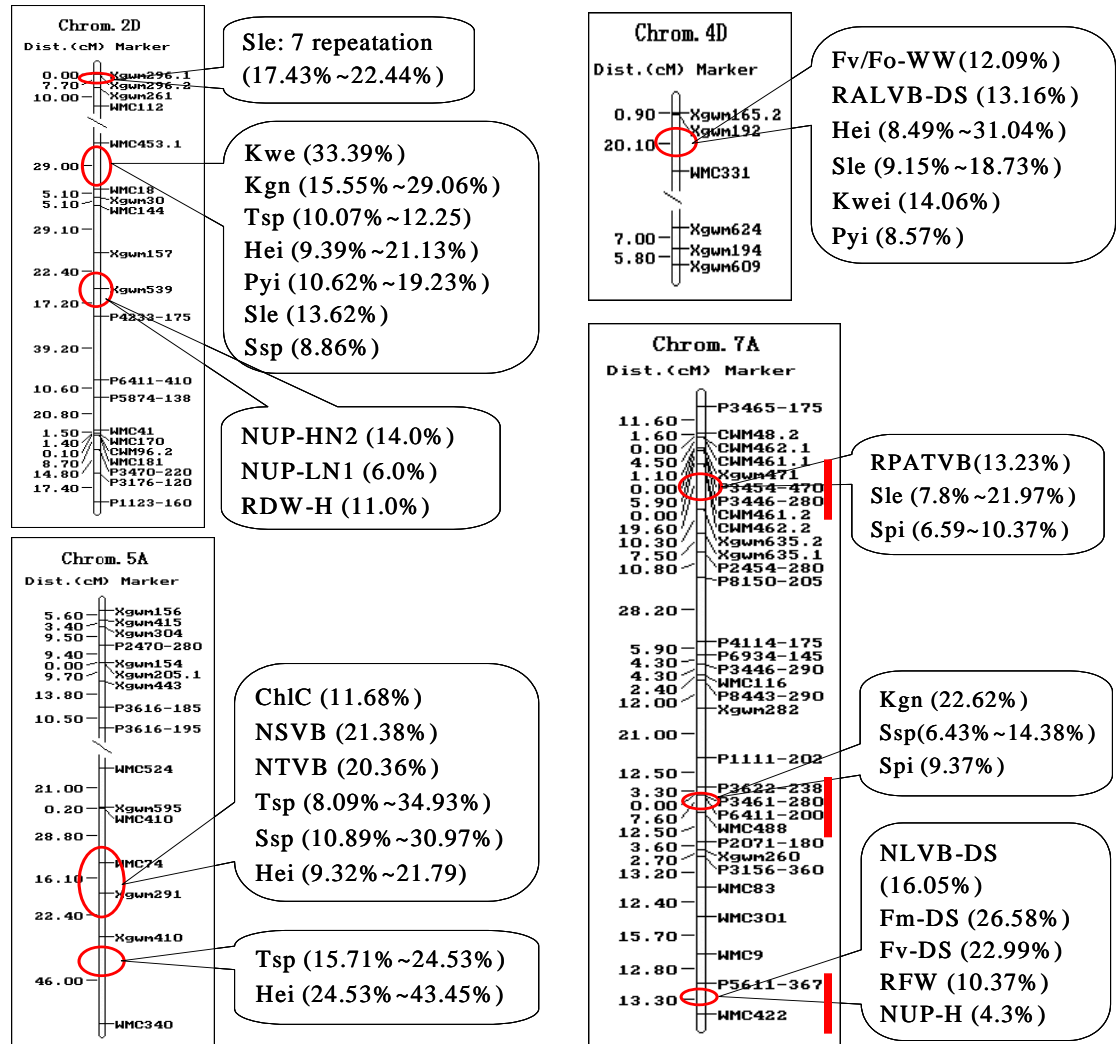 Chrom. 2D
Dist.(cM) Marker
0.00
Xgwm296.1
7.70
Xgwm296.2
10.00
Xgwm261
WMC112
WMC453.1
29.00
WMC18
5.10
Xgwm30
5.10
WMC144
29.10
Xgwm157
22.40
Xgwm539
17.20
P4233-175
39.20
P6411-410
10.60
P5874-138
20.80
WMC41
1.50
WMC170
1.40
CWM96.2
0.10
WMC181
8.70
P3470-220
14.80
P3176-120
17.40
P1123-160
Sle: 7 repeatation
(17.43%~22.44%)
Kwe (33.39%)
Kgn (15.55%~29.06%)
Tsp (10.07%~12.25)
Hei (9.39%~21.13%)
Pyi (10.62%~19.23%)
Sle (13.62%)
Ssp (8.86%)
NUP-HN2 (14.0%)
NUP-LN1 (6.0%)
RDW-H (11.0%)
Chrom. 4D
Dist.(cM) Marker
0.90
Xgwm165.2
Xgwm192
20.10
WMC331
Xgwm624
7.00
Xgwm194
5.80
Xgwm609
Fv/Fo-WW(12.09%)
RALVB-DS (13.16%)
Hei (8.49%~31.04%)
Sle (9.15%~18.73%)
Kwei (14.06%)
Pyi (8.57%)
Chrom. 5A
Dist.(cM) Marker
Xgwm156
5.60
Xgwm415
3.40
Xgwm304
9.50
P2470-280
9.40
Xgwm154
0.00
Xgwm205.1
9.70
Xgwm443
13.80
P3616-185
10.50
P3616-195
WMC524
21.00
Xgwm595
0.20
WMC410
28.80
WMC74
16.10
Xgwm291
22.40
Xgwm410
46.00
WMC340
ChlC (11.68%)
NSVB (21.38%)
NTVB (20.36%)
Tsp (8.09%~34.93%)
Ssp (10.89%~30.97%)
Hei (9.32%~21.79)
Tsp (15.71%~24.53%)
Hei (24.53%~43.45%)
Chrom. 7A
Dist.(cM) Marker
P3465-175
11.60
CWM48.2
1.60
CWM462.1
0.00
CWM461.1
4.50
Xgwm471
1.10
P3454-470
0.00
P3446-280
5.90
CWM461.2
0.00
CWM462.2
19.60
Xgwm635.2
10.30
Xgwm635.1
7.50
P2454-280
10.80
P8150-205
28.20
P4114-175
5.90
P6934-145
4.30
P3446-290
4.30
WMC116
2.40
P8443-290
12.00
Xgwm282
21.00
P1111-202
12.50
P3622-238
3.30
P3461-280
0.00
P6411-200
7.60
WMC488
12.50
P2071-180
3.60
Xgwm260
2.70
P3156-360
13.20
WMC83
12.40
WMC301
15.70
WMC9
12.80
P5611-367
13.30
WMC422
RPATVB(13.23%)
Sle (7.8%~21.97%)
Spi (6.59~10.37%)
Kgn (22.62%)
Ssp(6.43%~14.38%)
Spi (9.37%)
NLVB-DS
(16.05%)
Fm-DS (26.58%)
Fv-DS (22.99%)
RFW (10.37%)
NUP-H (4.3%)